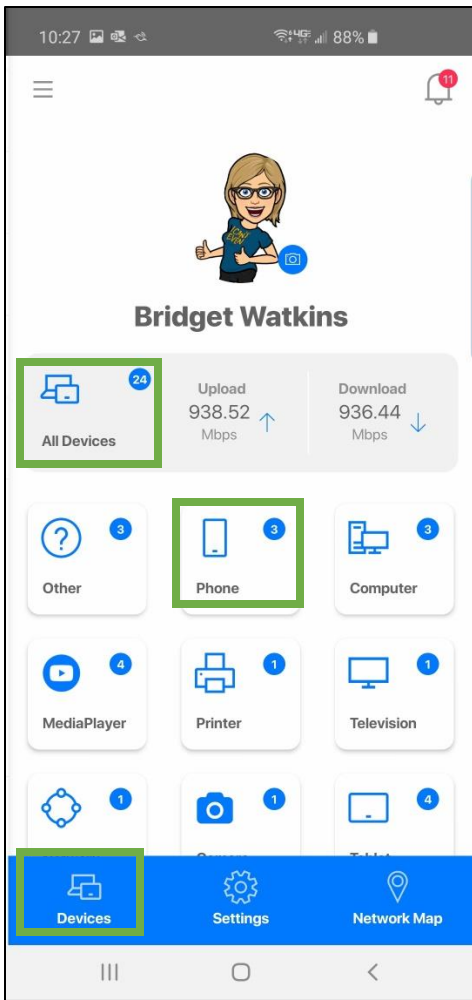 10:27 4G 88%
11
Bridget Watkins
24
All Devices
Upload
938.52
Mbps
Download
936.44
Mbps
3
Other
3
Phone
3
Computer
4
MediaPlayer
1
Printer
1
Television
1
1
4
Devices
Settings
Network Map